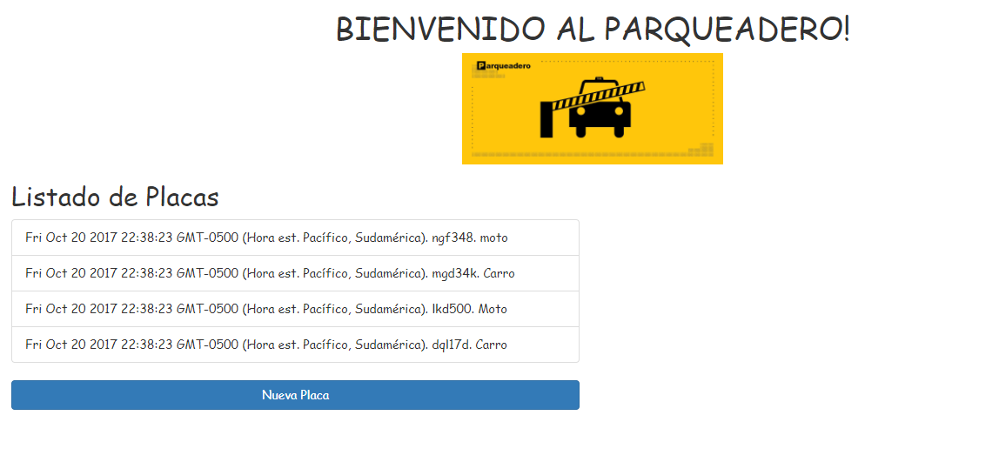 BIENVENIDO AL PARQUEADERO!
Parqueadero
Listado de Placas
Fri Oct 20 2017 22:38:23 GMT-0500 (Hora est. Pacífico, Sudamérica). ngf348. moto
Fri Oct 20 2017 22:38:23 GMT-0500 (Hora est. Pacífico, Sudamérica). mgd34k. Carro
Fri Oct 20 2017 22:38:23 GMT-0500 (Hora est. Pacífico, Sudamérica). lkd500. Moto
Fri Oct 20 2017 22:38:23 GMT-0500 (Hora est. Pacífico, Sudamérica). dql17d. Carro
Nueva Placa